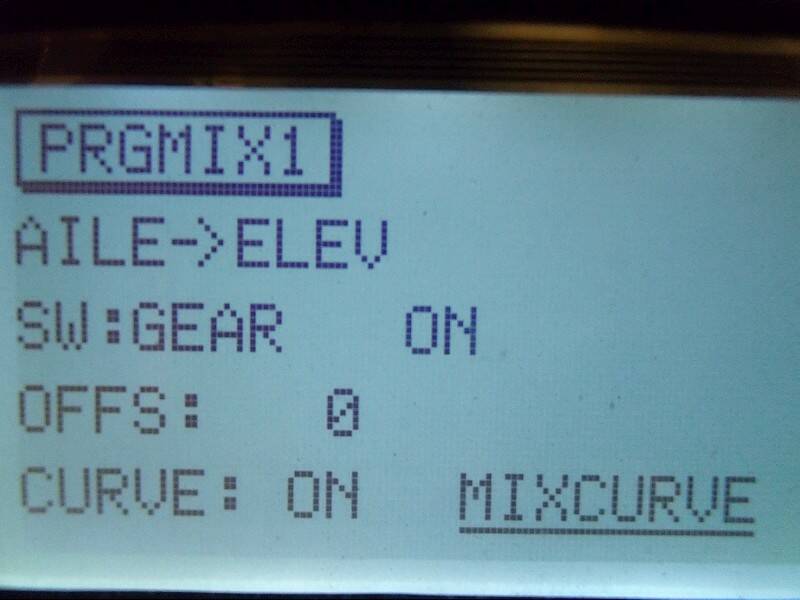 PRGMIX1
AILE->ELEV
SW:GEAR ON
OFFS: 0
CURVE: ON MIXCURVE